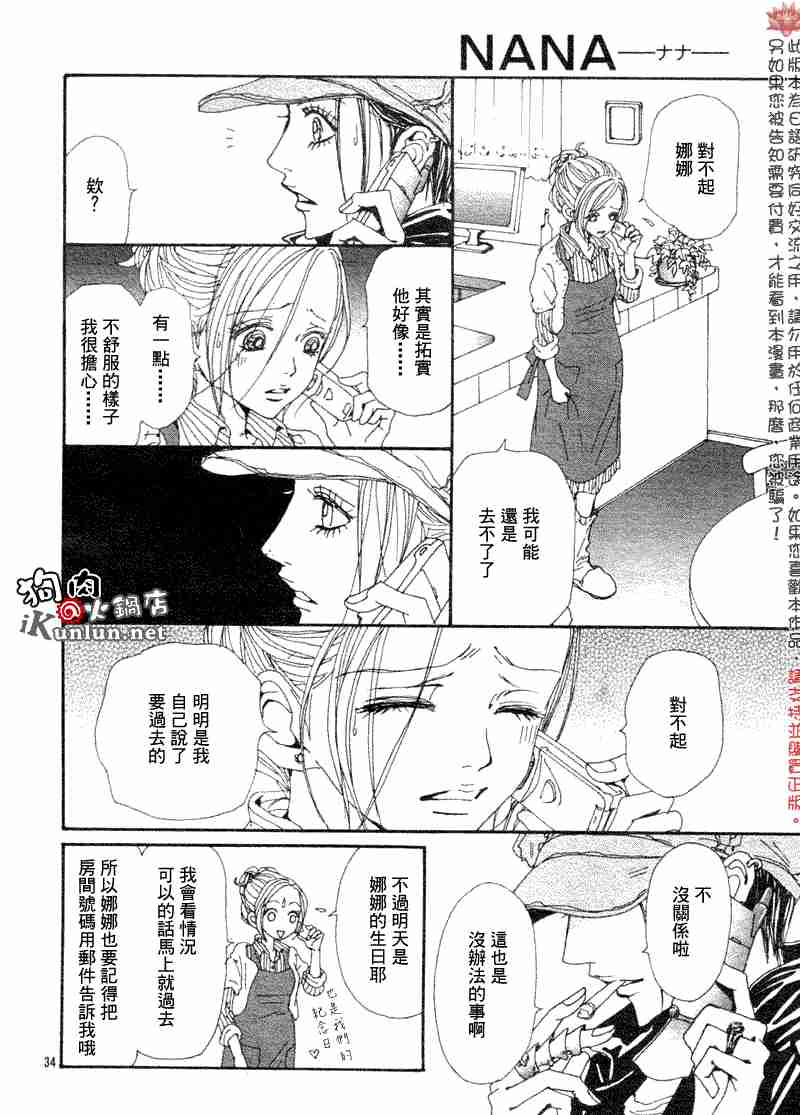 NANA——ナナ——
對不起
娜娜
欸?
其實是拓實
他好像……
有一點……
不舒服的樣子
我很擔心……
我可能
還是
去不了了
對不起
明明是我
自己說了
要過去的
不
沒關係啦
這也是
沒辦法的事啊
不過明天是
娜娜的生日耶
也是我們的
紀念日♡
我會看情況
可以的話馬上就過去
所以娜娜也要記得把
房間號碼用郵件告訴我哦
34
狗肉火鍋店
iKunlun.net
此版本為日語研究同好交流之用,請勿用於任何商業用途。如果您喜歡本作品,請支持並購買正版。
另如果您被告知需要付費,才能看到本漫畫,那麼,您被騙了!